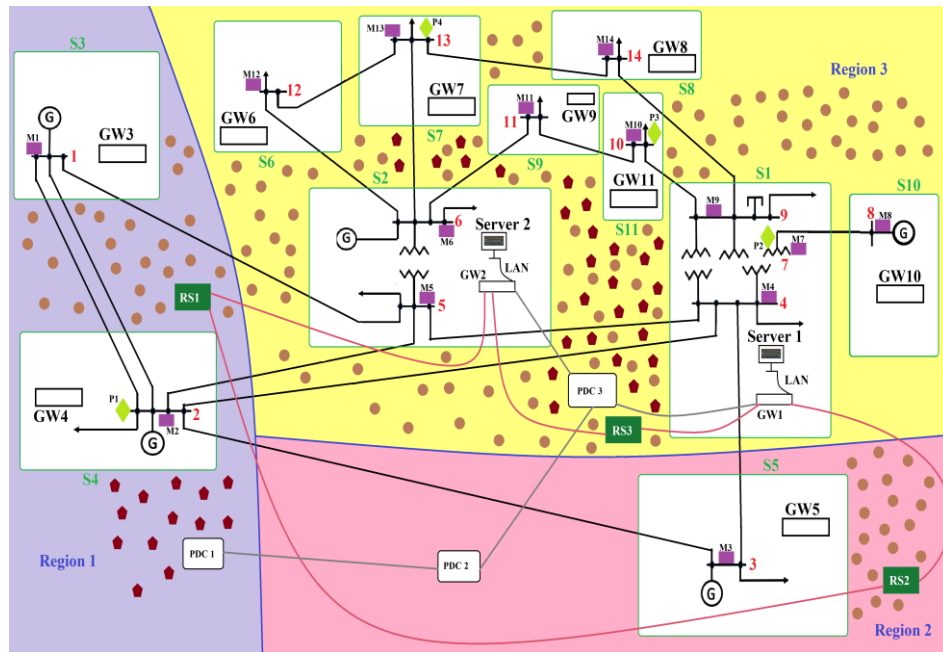 S3
M1
G
GW3
1
M12
12
GW6
S6
M13
P4
13
GW7
S7
M14
14
GW8
S8
Region 3
M11
11
GW9
S9
M10
P3
10
GW11
S11
S2
6
M6
G
Server 2
LAN
GW2
M5
5
S1
M9
9
P2
M7
7
M4
4
Server 1
LAN
GW1
S10
8
M8
G
GW10
RS1
GW4
P1
M2
2
G
S4
PDC 3
RS3
Region 1
PDC 1
PDC 2
S5
GW5
M3
3
G
RS2
Region 2